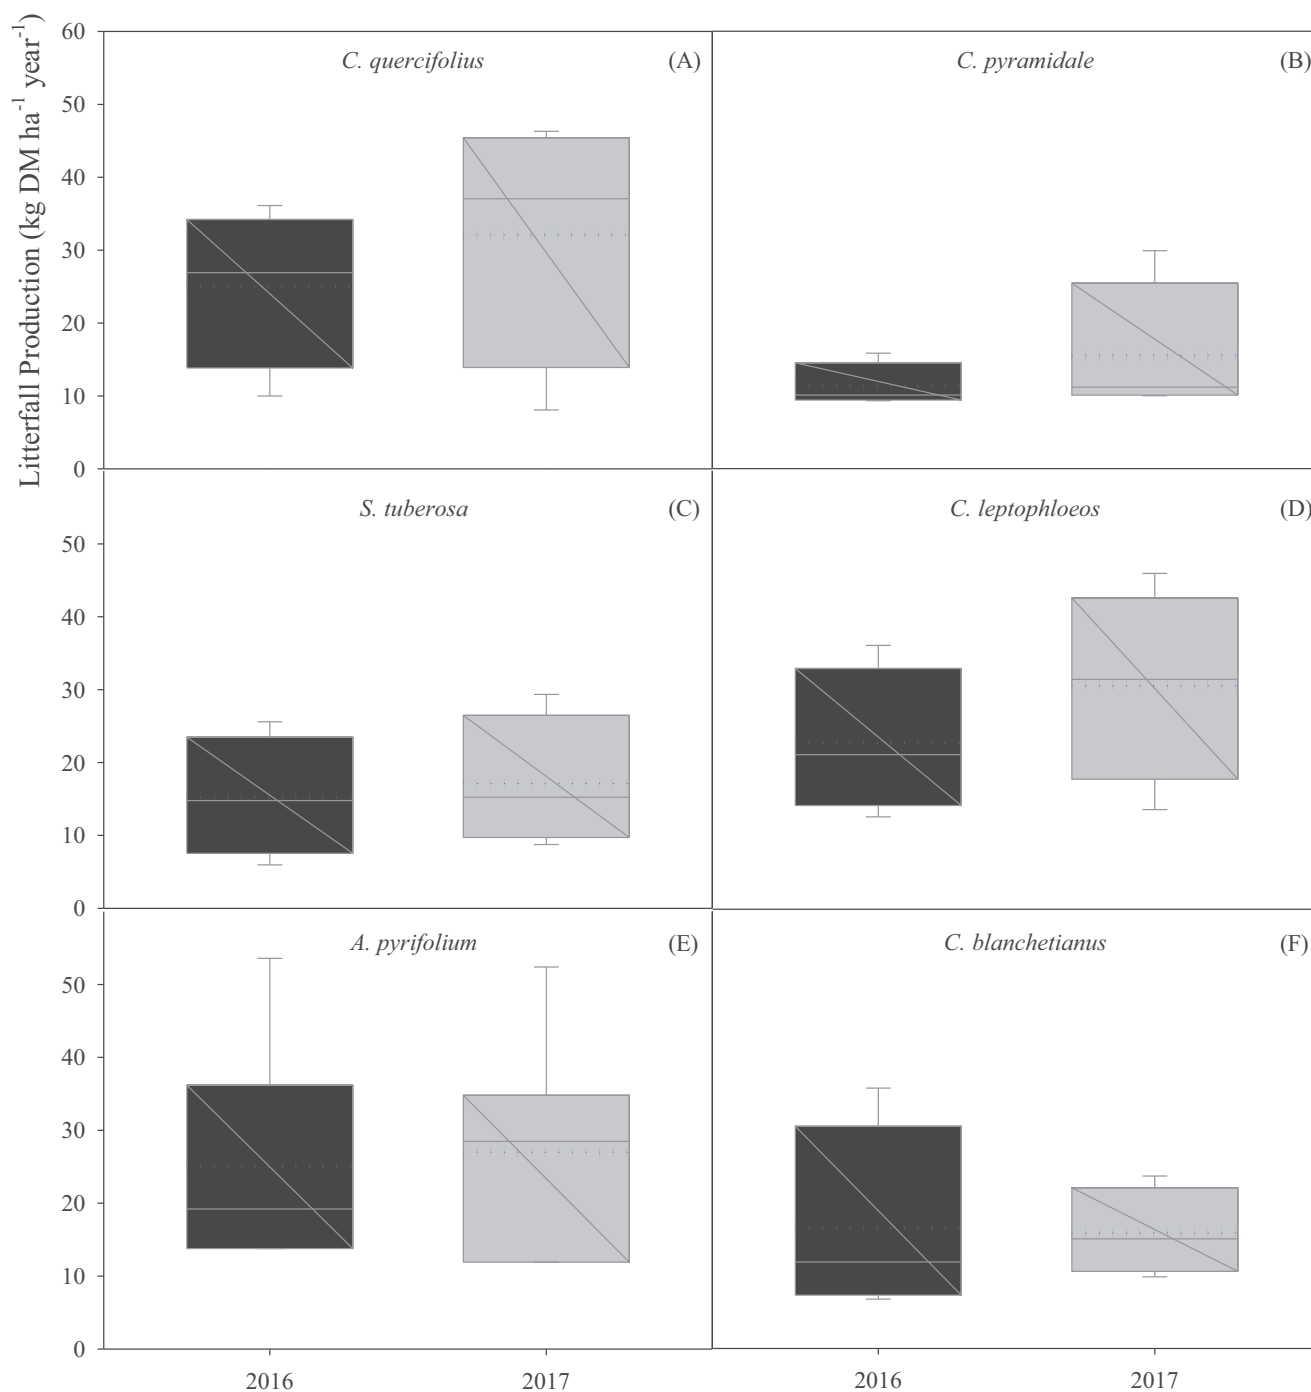 Litterfall Production (kg DM ha⁻¹ year⁻¹)
60
C. quercifolius (A)
C. pyramidale (B)
50
40
30
20
10
0
S. tuberosa (C)
C. leptophloeos (D)
50
40
30
20
10
0
A. pyrifolium (E)
C. blanchetianus (F)
50
40
30
20
10
0
2016 2017 2016 2017